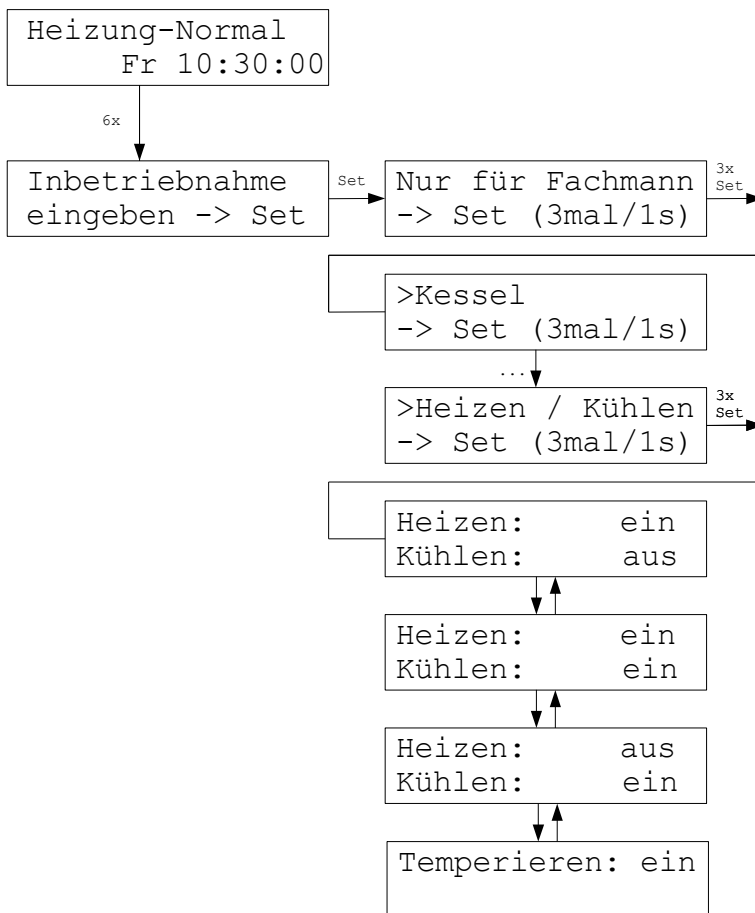 Heizung-Normal
Fr 10:30:00
6x
Inbetriebnahme
eingeben -> Set
Set
Nur für Fachmann
-> Set (3mal/1s)
3x
Set
>Kessel
-> Set (3mal/1s)
...
>Heizen / Kühlen
-> Set (3mal/1s)
3x
Set
Heizen: ein
Kühlen: aus
Heizen: ein
Kühlen: ein
Heizen: aus
Kühlen: ein
Temperieren: ein